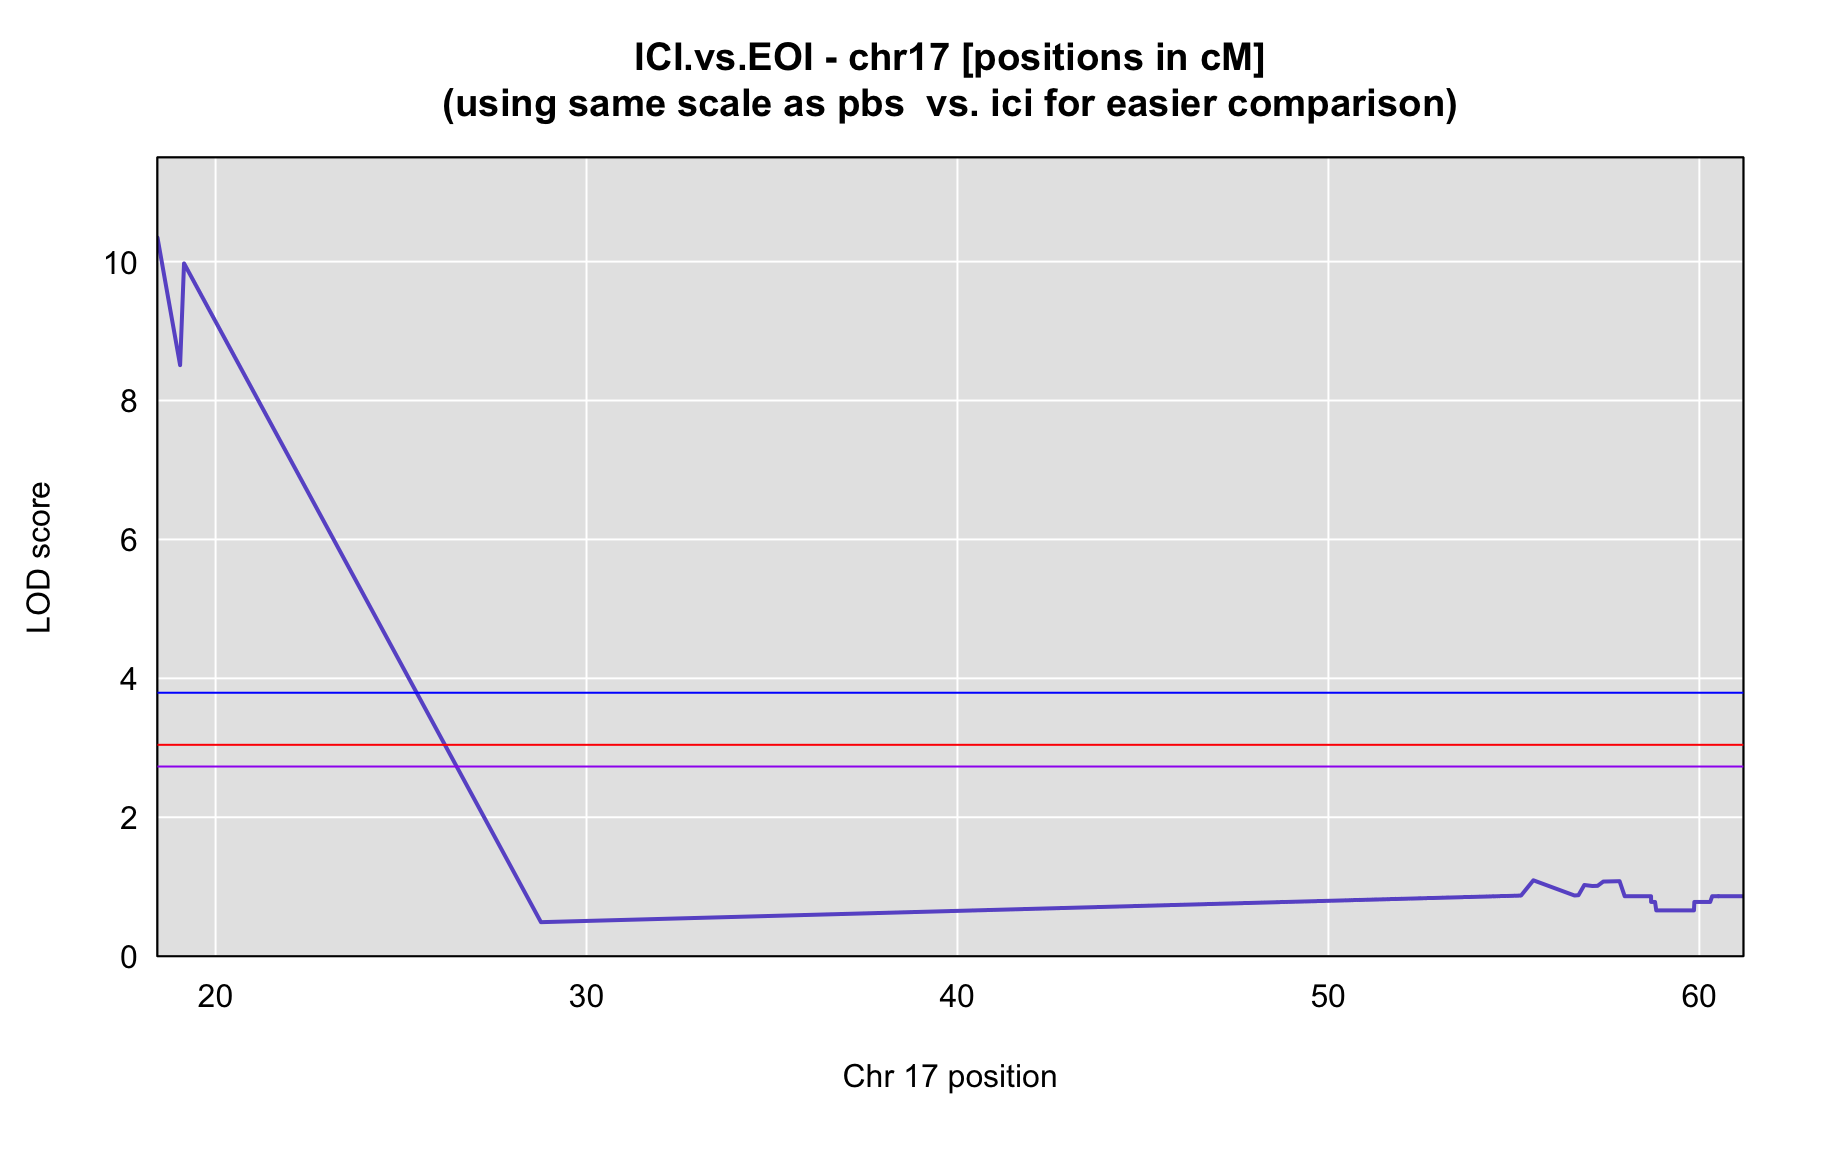 ICI.vs.EOI - chr17 [positions in cM]
(using same scale as pbs  vs. ici for easier comparison)
LOD score
10
8
6
4
2
0
20 30 40 50 60
Chr 17 position